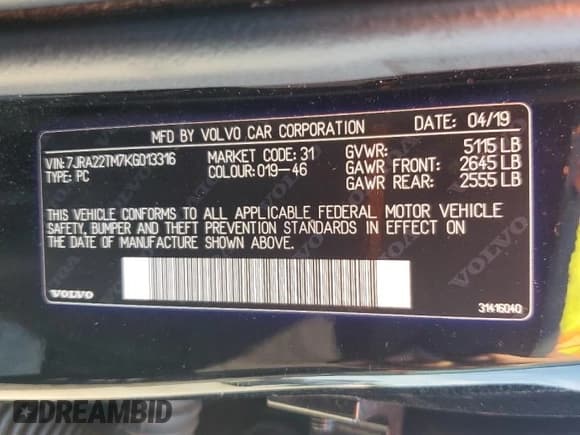 MFD BY VOLVO CAR CORPORATION DATE: 04/19
VIN:7JRA22TM7KG013316 MARKET CODE: 31 GVWR: 5115 LB
TYPE: PC COLOUR:019-46 GAWR FRONT: 2645 LB
GAWR REAR: 2555 LB
THIS VEHICLE CONFORMS TO ALL APPLICABLE FEDERAL MOTOR VEHICLE
SAFETY, BUMPER AND THEFT PREVENTION STANDARDS IN EFFECT ON
THE DATE OF MANUFACTURE SHOWN ABOVE.
VOLVO 31416040
DREAMBID